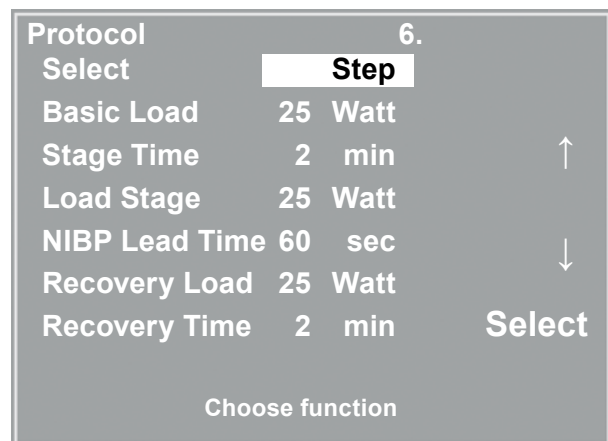 Protocol 6.
Select Step
Basic Load 25 Watt
Stage Time 2 min
↑
Load Stage 25 Watt
NIBP Lead Time 60 sec
↓
Recovery Load 25 Watt
Recovery Time 2 min Select
Choose function